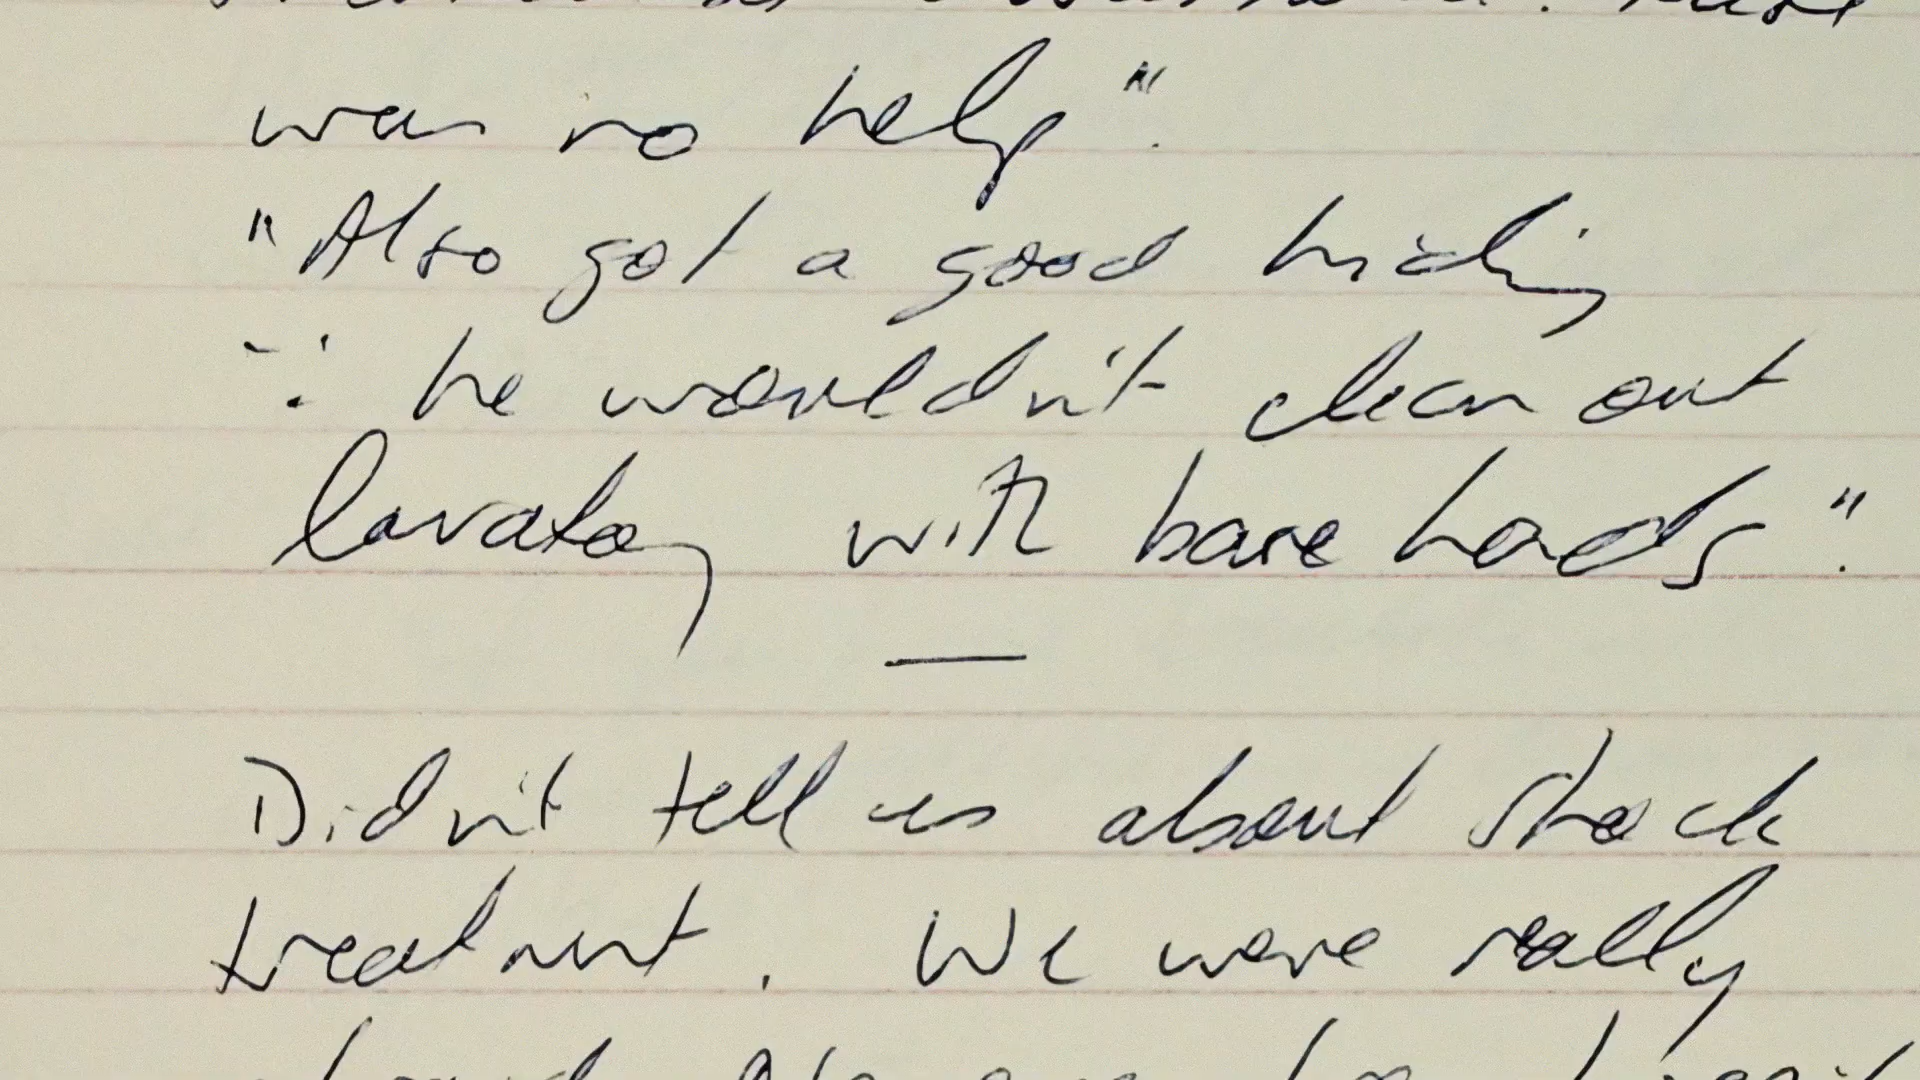 was no help".
"Also got a good hiding
∵ he wouldn't clean out
lavatory with bare hands".
—
Didn't tell us about shock
treatment. We were really